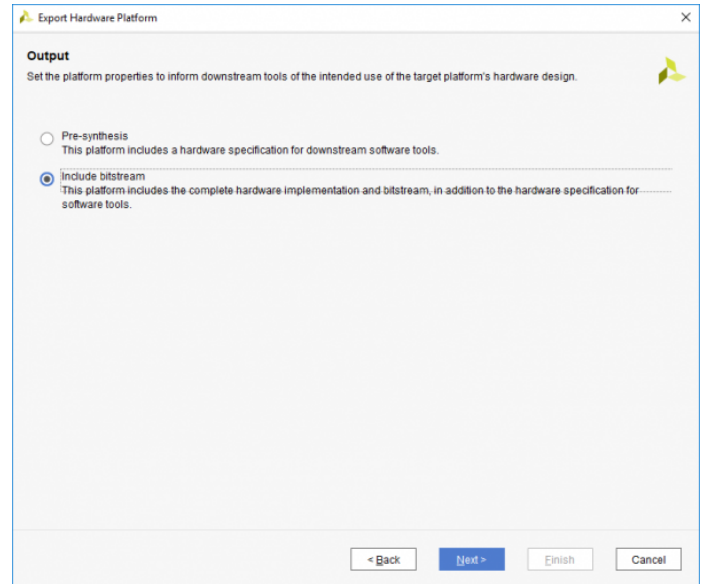 Export Hardware Platform
Output
Set the platform properties to inform downstream tools of the intended use of the target platform's hardware design.
Pre-synthesis
This platform includes a hardware specification for downstream software tools.
Include bitstream
This platform includes the complete hardware implementation and bitstream, in addition to the hardware specification for
software tools.
< Back Next > Finish Cancel